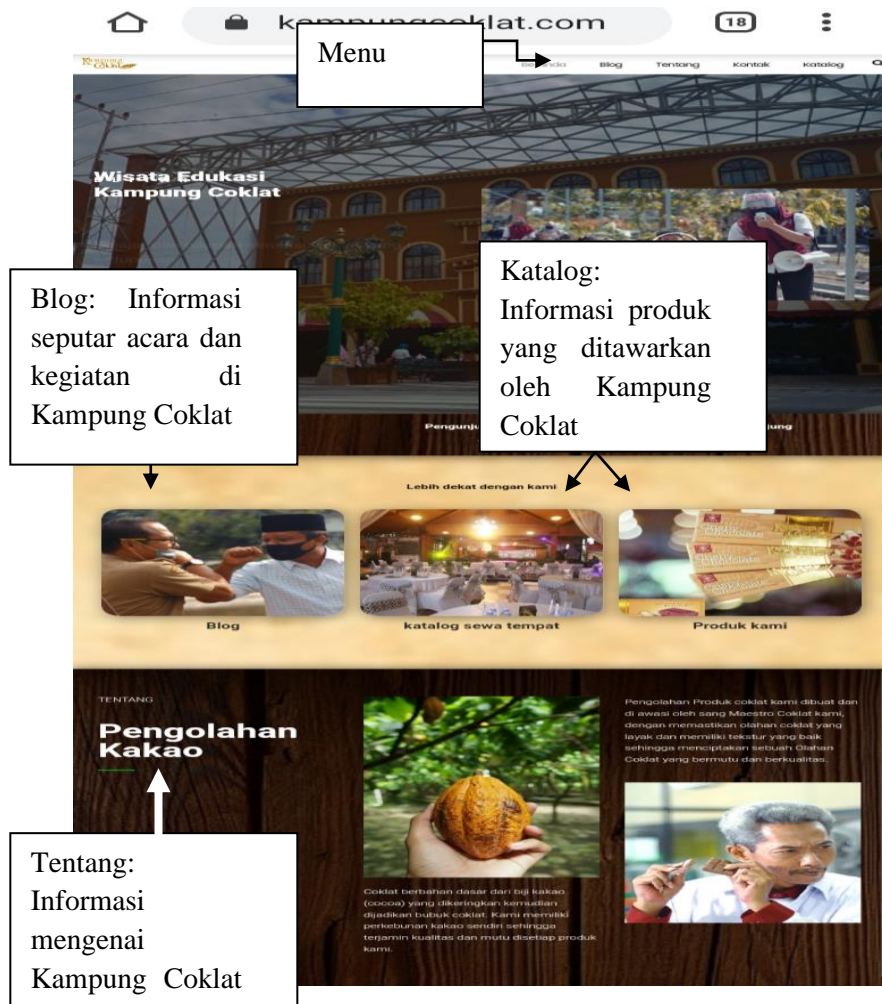 kampungcoklat.com
18
Menu
Kampung
Coklat
Beranda Blog Tentang Kontak Katalog
Wisata Edukasi
Kampung Coklat
Katalog:
Informasi produk
yang ditawarkan
oleh Kampung
Coklat
Blog: Informasi
seputar acara dan
kegiatan di
Kampung Coklat
Lebih dekat dengan kami
Blog
katalog sewa tempat
Produk kami
TENTANG
Pengolahan
Kakao
Coklat berbahan dasar dari biji kakao
(cocoa) yang dikeringkan kemudian
dijadikan bubuk coklat. Kami memiliki
perkebunan kakao sendiri sehingga
terjamin kualitas dan mutu disetiap produk
kami.
Pengolahan Produk coklat kami dibuat dan
di awasi oleh sang Maestro Coklat kami,
dengan memastikan olahan coklat yang
layak dan memiliki tekstur yang baik
sehingga menciptakan sebuah Olahan
Coklat yang bermutu dan berkualitas.
Tentang:
Informasi
mengenai
Kampung Coklat